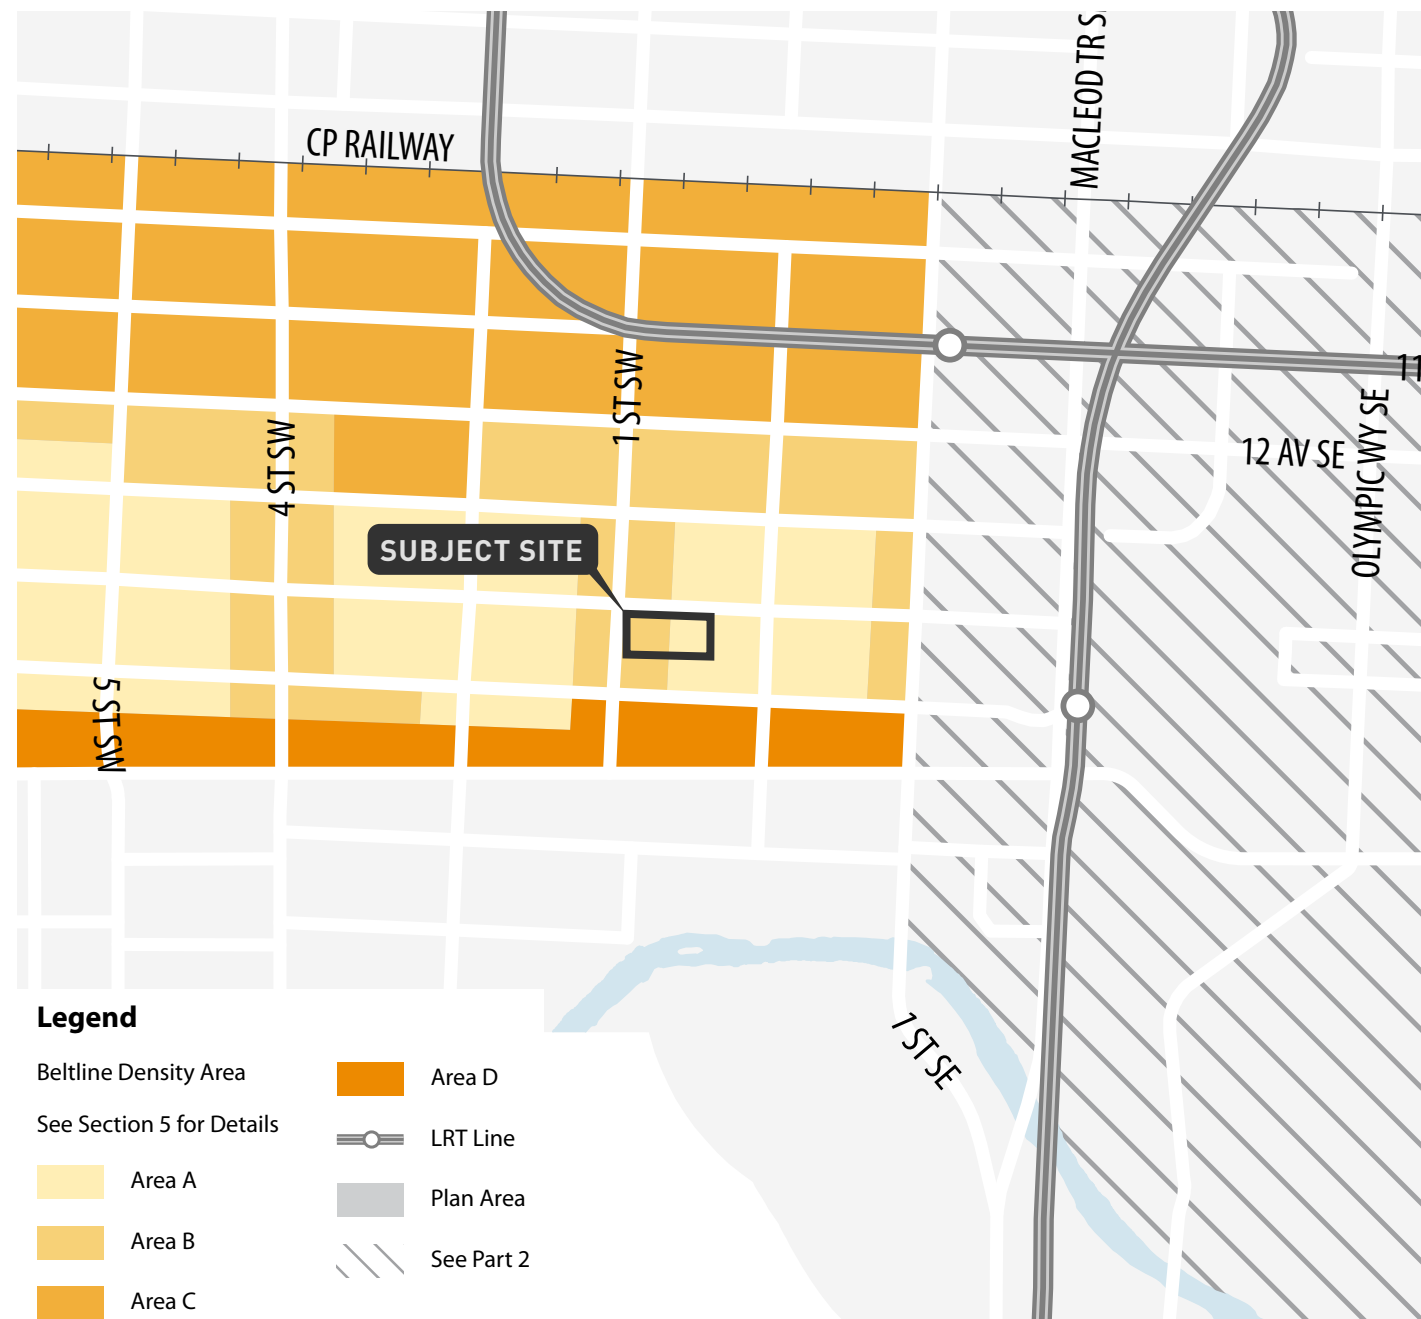 MACLEOD TR S
CP RAILWAY
1 ST SW
11
OLYMPIC WY SE
4 ST SW
12 AV SE
SUBJECT SITE
5 ST SW
1 ST SE
Legend
Beltline Density Area
See Section 5 for Details
Area A
Area B
Area C
Area D
LRT Line
Plan Area
See Part 2